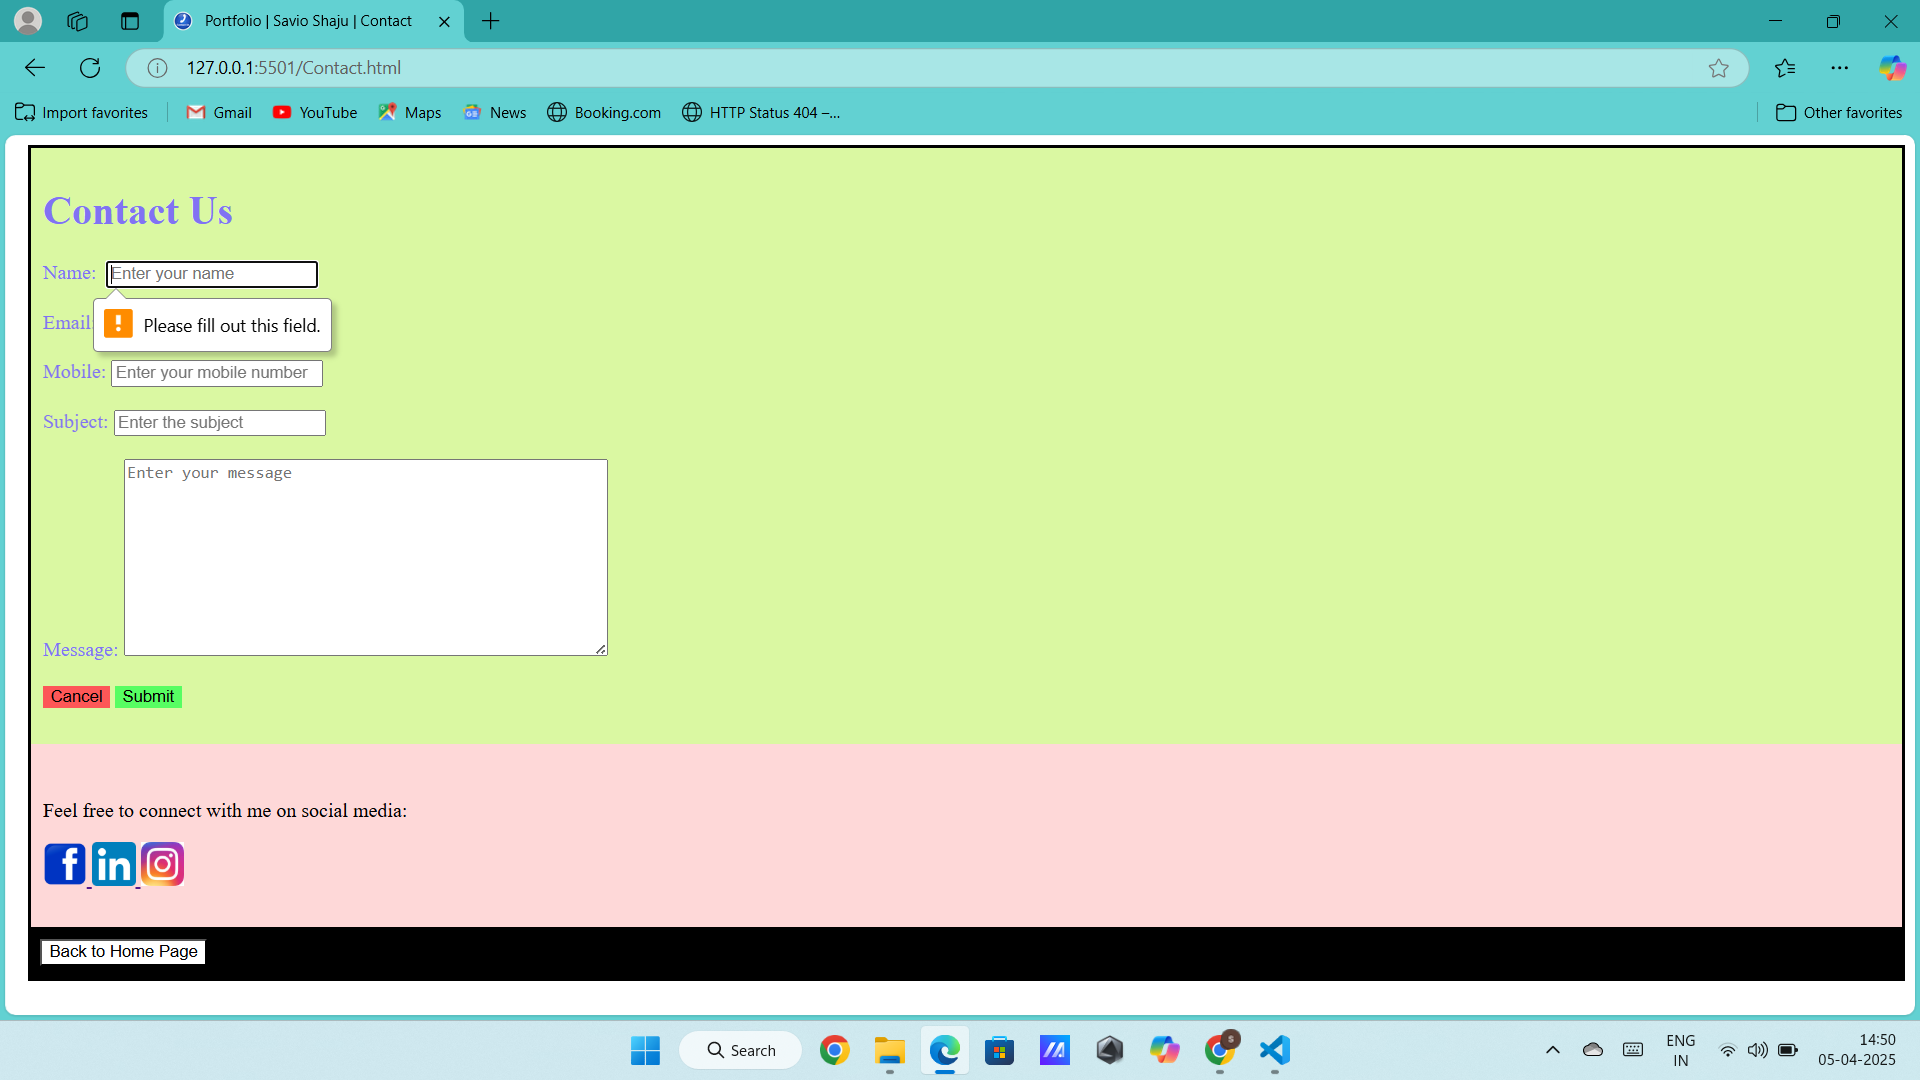 Portfolio | Savio Shaju | Contact
127.0.0.1:5501/Contact.html
Import favorites
Gmail
YouTube
Maps
News
Booking.com
HTTP Status 404 –...
Other favorites
Contact Us
Name: Enter your name
Please fill out this field.
Email:
Mobile: Enter your mobile number
Subject: Enter the subject
Enter your message
Message:
Cancel Submit
Feel free to connect with me on social media:
f in
Back to Home Page
Search
S
ENG
IN
14:50
05-04-2025